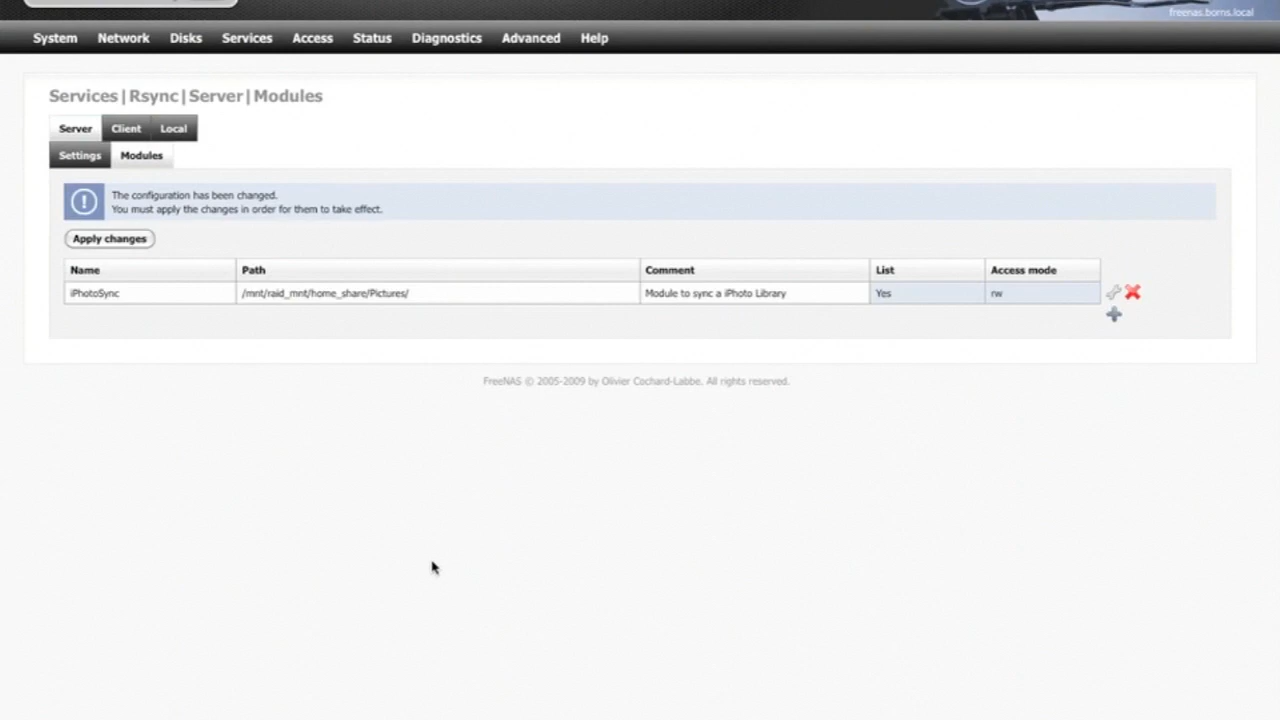 freenas.borns.local
System Network Disks Services Access Status Diagnostics Advanced Help
Services|Rsync|Server|Modules
Server Client Local
Settings Modules
The configuration has been changed.
You must apply the changes in order for them to take effect.
Apply changes
Name Path Comment List Access mode
iPhotoSync /mnt/raid_mnt/home_share/Pictures/ Module to sync a iPhoto Library Yes rw
FreeNAS © 2005-2009 by Olivier Cochard-Labbe. All rights reserved.